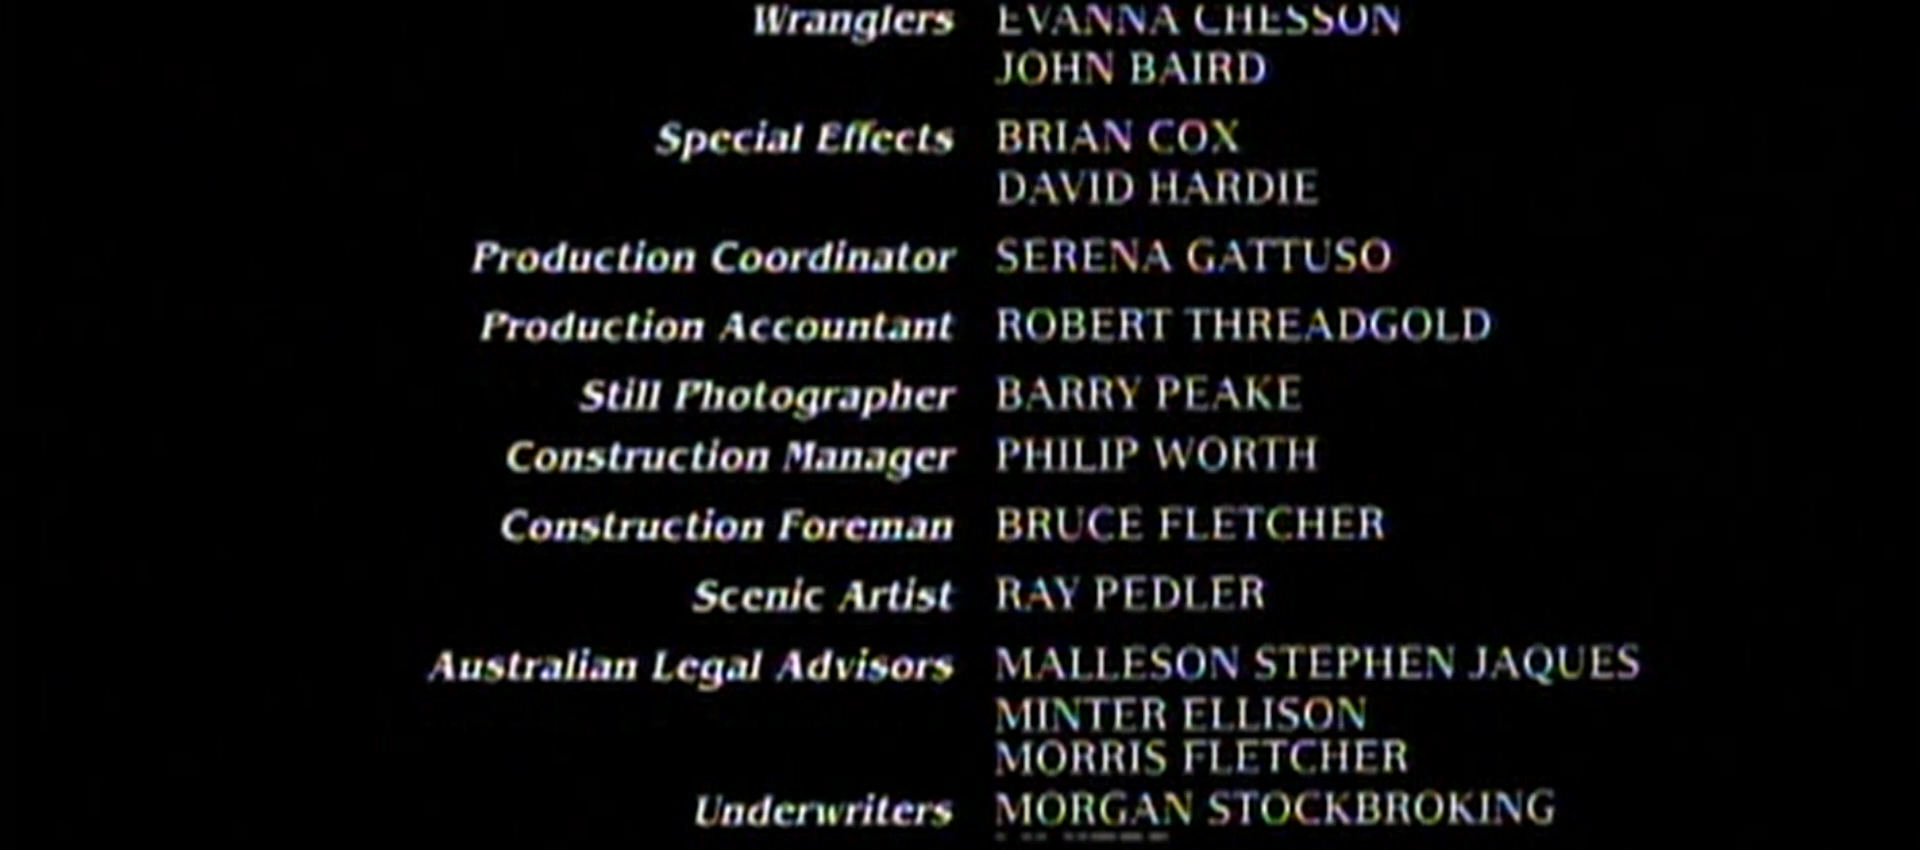 Wranglers EVANNA CHESSON
JOHN BAIRD
Special Effects BRIAN COX
DAVID HARDIE
Production Coordinator SERENA GATTUSO
Production Accountant ROBERT THREADGOLD
Still Photographer BARRY PEAKE
Construction Manager PHILIP WORTH
Construction Foreman BRUCE FLETCHER
Scenic Artist RAY PEDLER
Australian Legal Advisors MALLESON STEPHEN JAQUES
MINTER ELLISON
MORRIS FLETCHER
Underwriters MORGAN STOCKBROKING